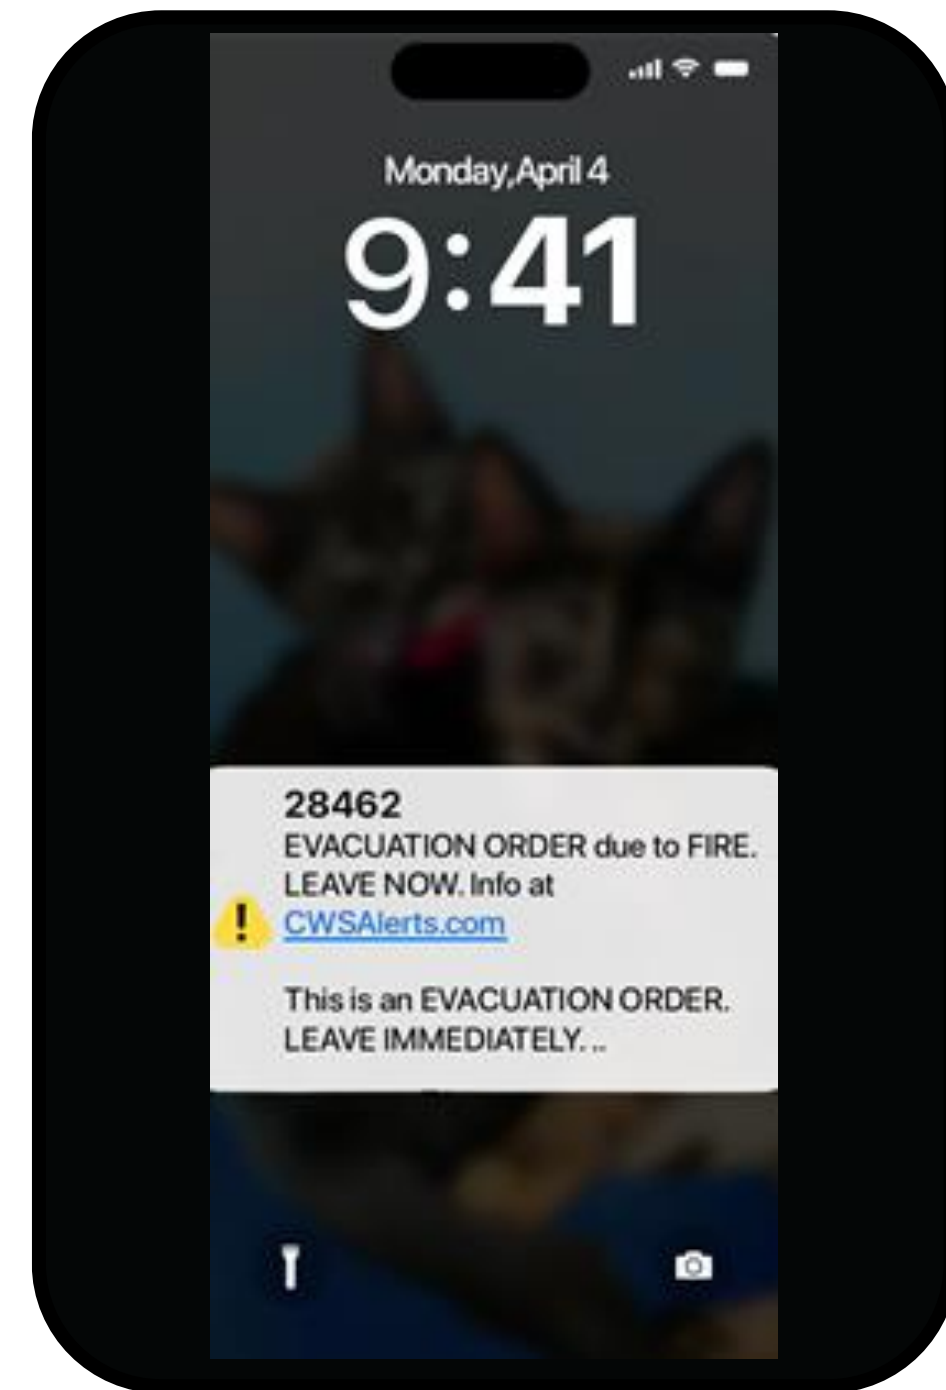 Monday,April 4
9:41
28462
EVACUATION ORDER due to FIRE.
LEAVE NOW. Info at
CWSAlerts.com
This is an EVACUATION ORDER.
LEAVE IMMEDIATELY. ..